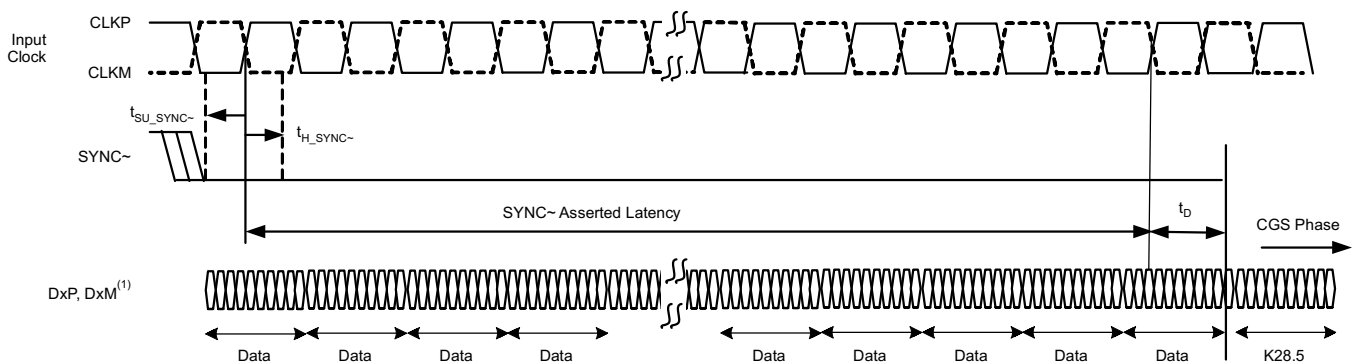 CLKP
Input
Clock
CLKM
tSU_SYNC~
tH_SYNC~
SYNC~
SYNC~ Asserted Latency
tD
CGS Phase
DxP, DxM(1)
Data Data Data Data Data Data Data Data Data K28.5